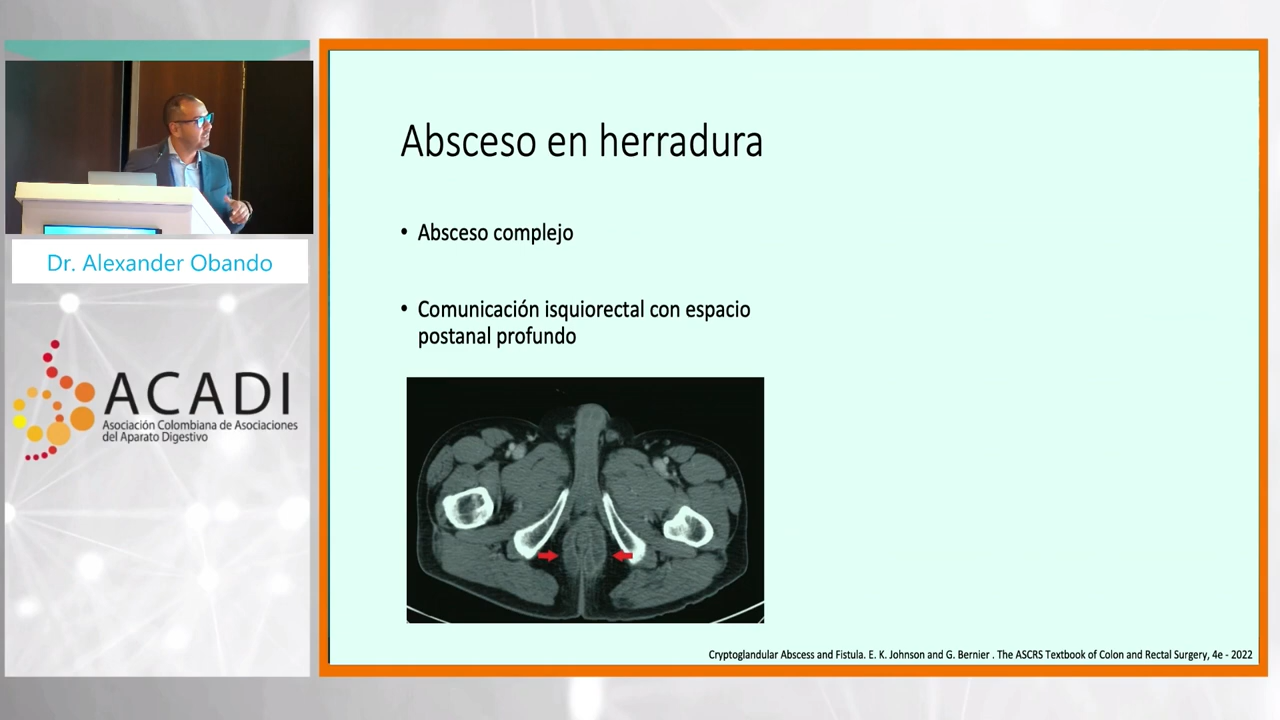 Dr. Alexander Obando
ACADI
Asociación Colombiana de Asociaciones
del Aparato Digestivo
Absceso en herradura
• Absceso complejo
• Comunicación isquiorectal con espacio
postanal profundo
Cryptoglandular Abscess and Fistula. E. K. Johnson and G. Bernier . The ASCRS Textbook of Colon and Rectal Surgery, 4e - 2022